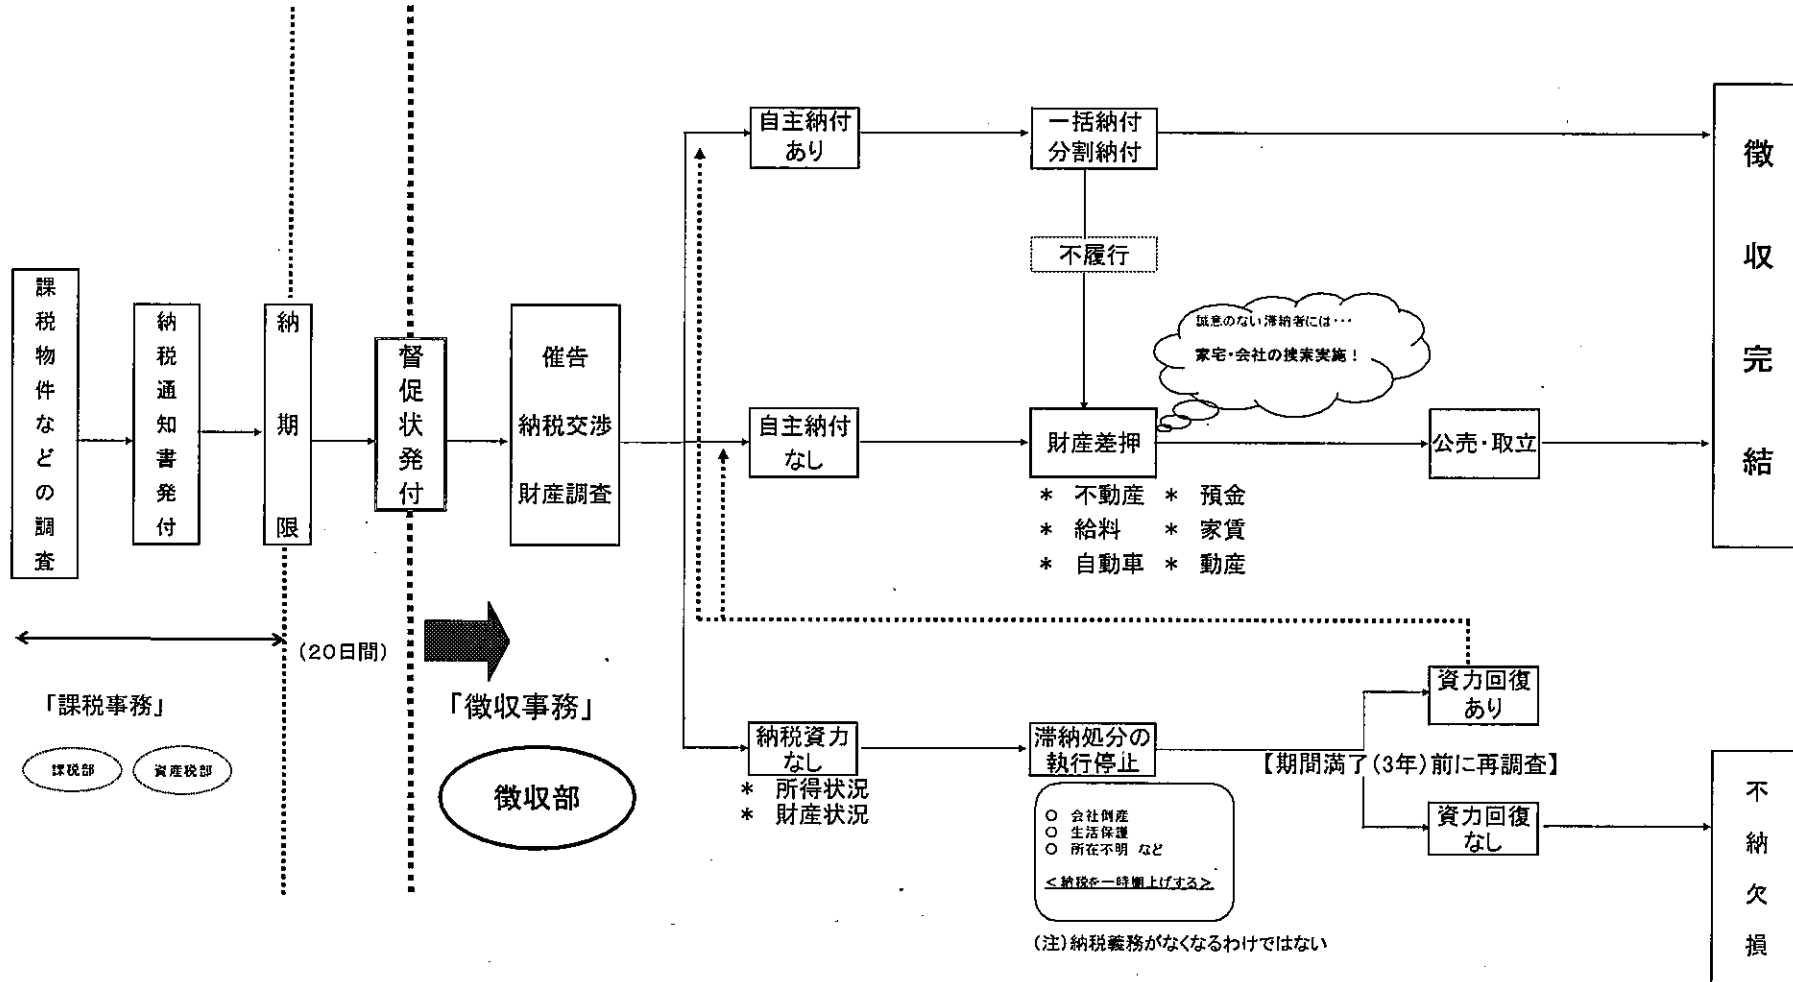 課税物件などの調査
納税通知書発付
納期限
督促状発付
催告
納税交渉
財産調査
自主納付
あり
一括納付
分割納付
徴収完結
不履行
誠意のない滞納者には・・・
家宅・会社の捜索実施！
自主納付
なし
財産差押
公売・取立
* 不動産 * 預金
* 給料 * 家賃
* 自動車 * 動産
(20日間)
「課税事務」
課税部
資産税部
「徴収事務」
徴収部
納税資力
なし
* 所得状況
* 財産状況
滞納処分の
執行停止
資力回復
あり
【期間満了(3年)前に再調査】
資力回復
なし
○ 会社倒産
○ 生活保護
○ 所在不明 など
＜納税を一時棚上げする＞
(注)納税義務がなくなるわけではない
不納欠損